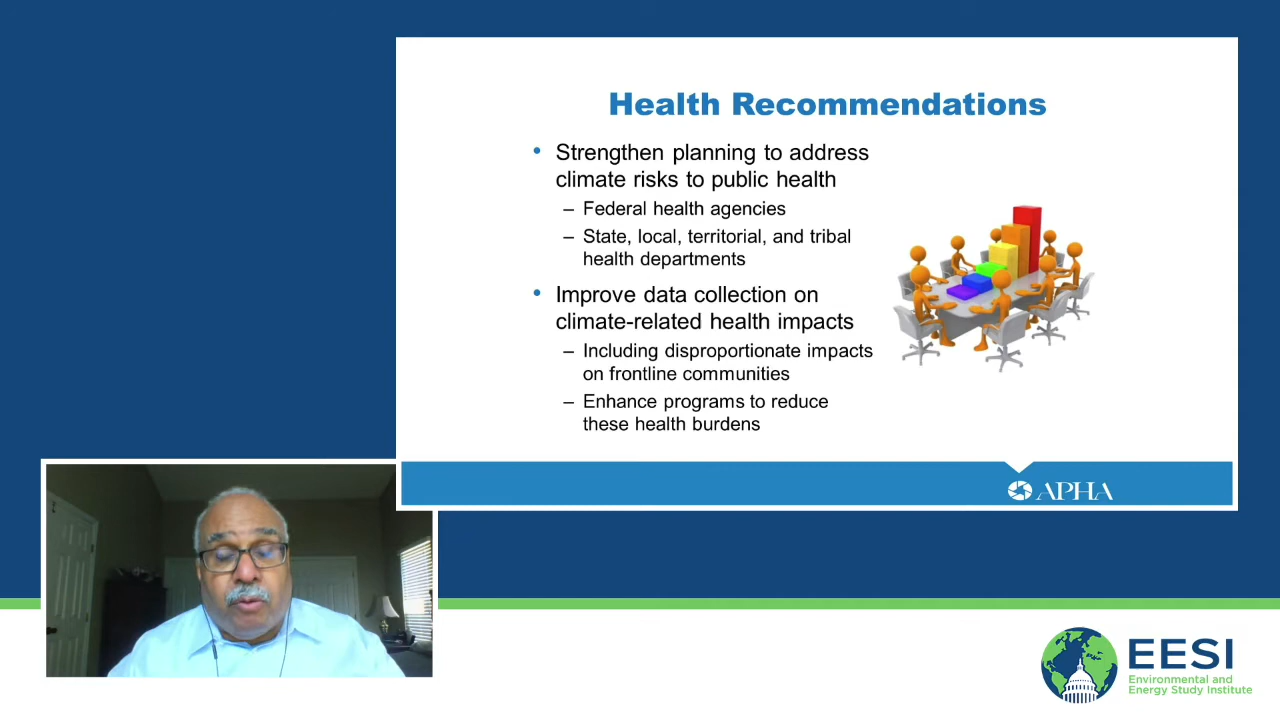 Health Recommendations
• Strengthen planning to address
climate risks to public health
– Federal health agencies
– State, local, territorial, and tribal
health departments
• Improve data collection on
climate-related health impacts
– Including disproportionate impacts
on frontline communities
– Enhance programs to reduce
these health burdens
APHA
EESI
Environmental and
Energy Study Institute